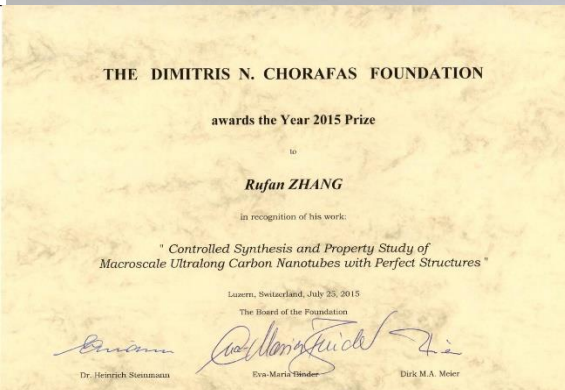 THE DIMITRIS N. CHORAFAS FOUNDATION
awards the Year 2015 Prize
to
Rufan ZHANG
in recognition of his work:
" Controlled Synthesis and Property Study of
Macroscale Ultralong Carbon Nanotubes with Perfect Structures "
Luzern, Switzerland, July 25, 2015
The Board of the Foundation
Dr. Heinrich Steinmann Eva-Maria Binder Dirk M.A. Meier